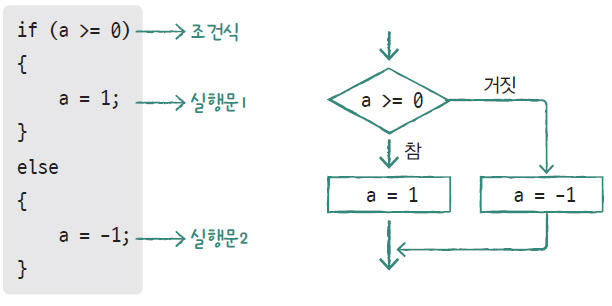 if (a >= 0) 조건식
{
a = 1; 실행문1
}
else
{
a = -1; 실행문2
}
a >= 0
거짓
참
a = 1
a = -1